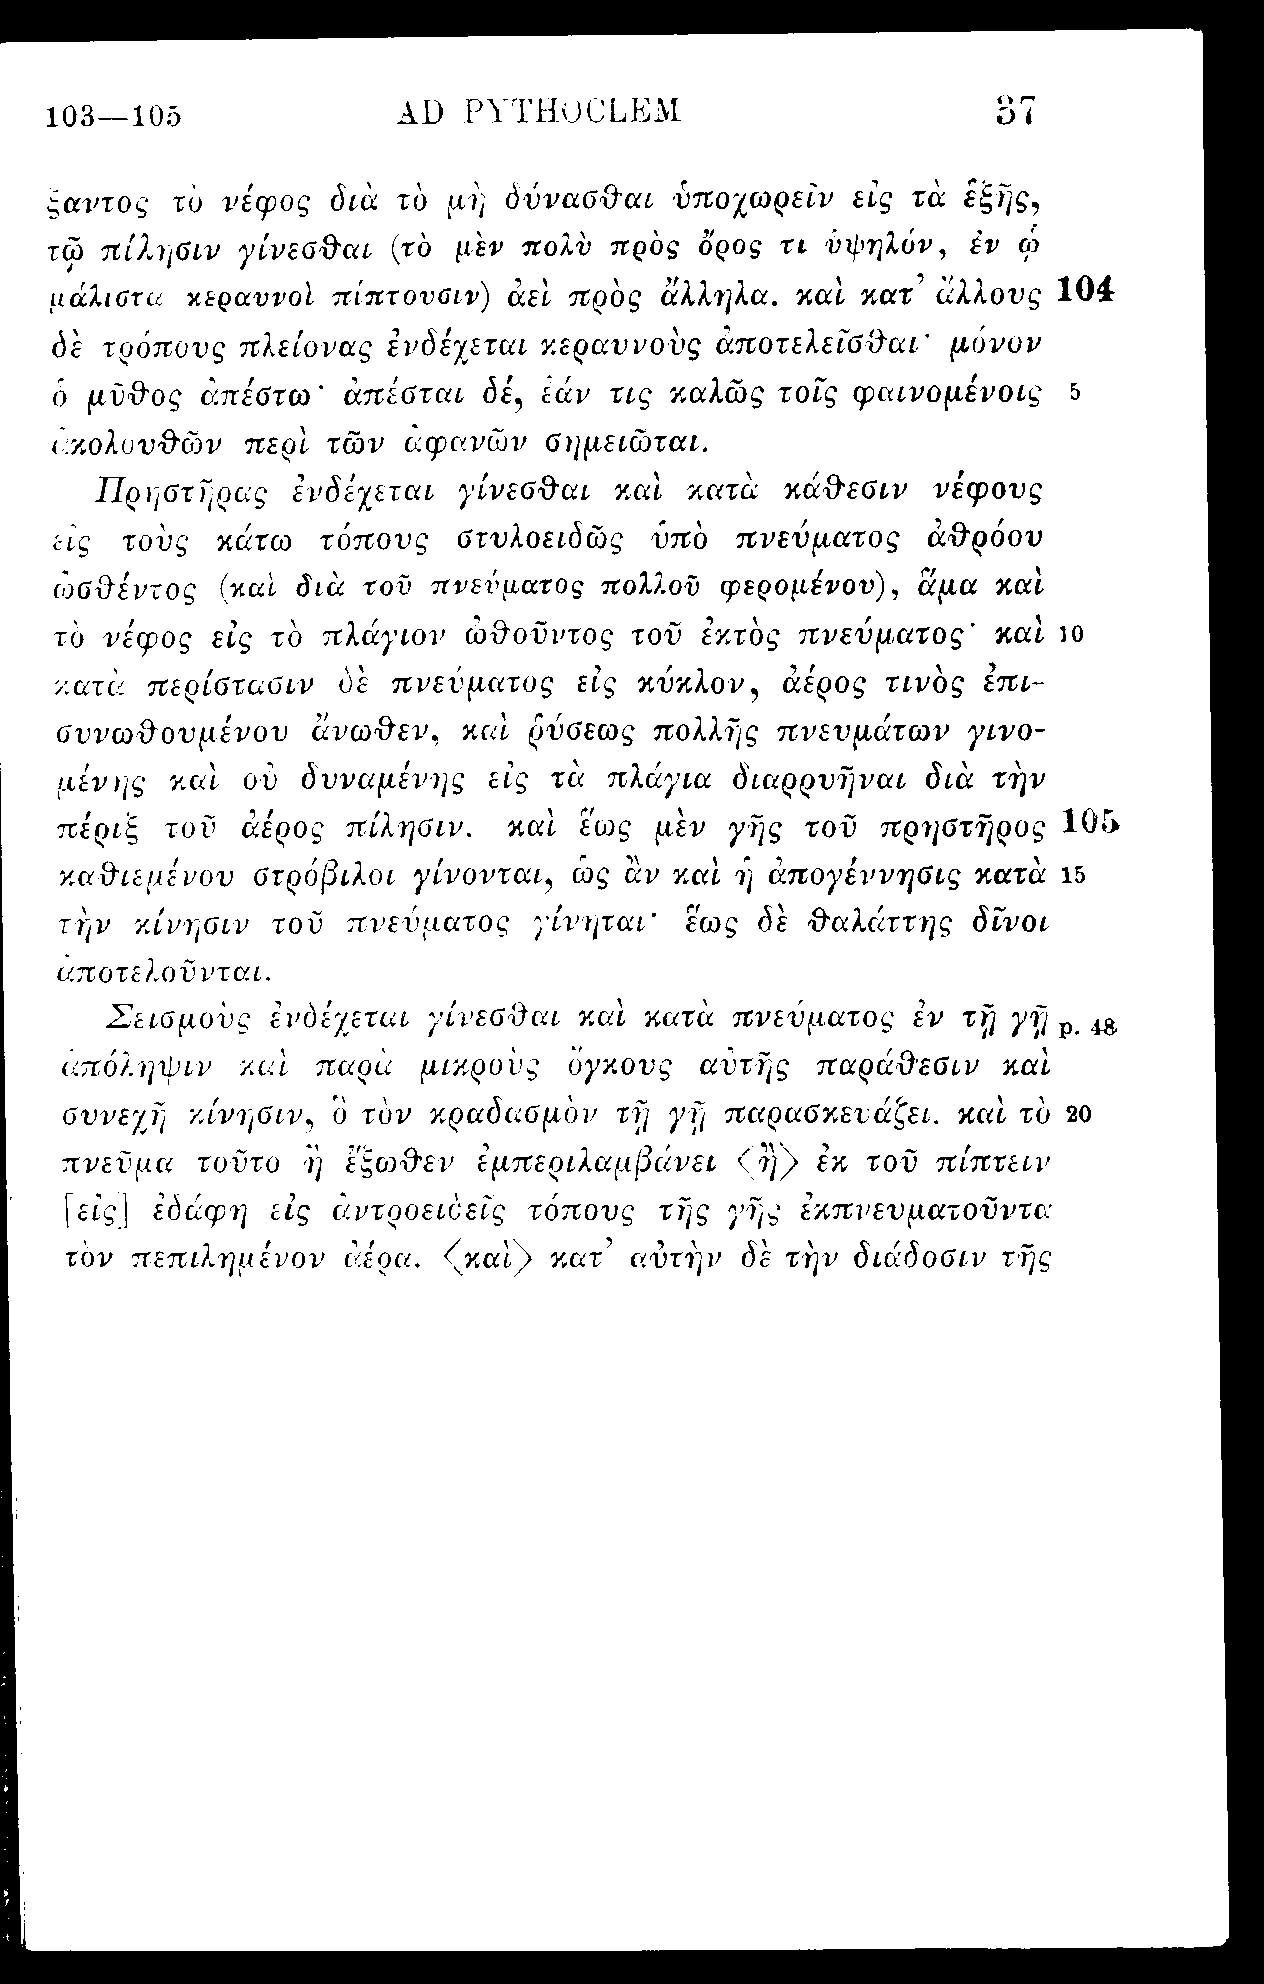 103—105 AD PYTHOCLEM 37
ξαντος τὸ νέφος διὰ τὸ μὴ δύνασθαι ὑποχωρεῖν εἰς τὰ ἑξῆς,
τῷ πίλησιν γίνεσθαι (τὸ μὲν πολὺ πρὸς ὄρος τι ὑψηλόν, ἐν ᾧ
μάλιστα κεραυνοὶ πίπτουσιν) ἀεὶ πρὸς ἄλληλα. καὶ κατ’ ἄλλους 104
δὲ τρόπους πλείονας ἐνδέχεται κεραυνοὺς ἀποτελεῖσθαι· μόνον
ὁ μῦθος ἀπέστω· ἀπέσται δέ, ἐάν τις καλῶς τοῖς φαινομένοις 5
ἀκολουθῶν περὶ τῶν ἀφανῶν σημειῶται.
Πρηστῆρας ἐνδέχεται γίνεσθαι καὶ κατὰ κάθεσιν νέφους
εἰς τοὺς κάτω τόπους στυλοειδῶς ὑπὸ πνεύματος ἀθρόου
ὠσθέντος (καὶ διὰ τοῦ πνεύματος πολλοῦ φερομένου), ἅμα καὶ
τὸ νέφος εἰς τὸ πλάγιον ὠθοῦντος τοῦ ἐκτὸς πνεύματος· καὶ 10
κατὰ περίστασιν δὲ πνεύματος εἰς κύκλον, ἀέρος τινὸς ἐπι-
συνωθουμένου ἄνωθεν, καὶ ῥύσεως πολλῆς πνευμάτων γινο-
μένης καὶ οὐ δυναμένης εἰς τὰ πλάγια διαρρυῆναι διὰ τὴν
πέριξ τοῦ ἀέρος πίλησιν. καὶ ἕως μὲν γῆς τοῦ πρηστῆρος 105
καθιεμένου στρόβιλοι γίνονται, ὡς ἂν καὶ ἡ ἀπογέννησις κατὰ 15
τὴν κίνησιν τοῦ πνεύματος γίνηται· ἕως δὲ θαλάττης δῖνοι
ἀποτελοῦνται.
Σεισμοὺς ἐνδέχεται γίνεσθαι καὶ κατὰ πνεύματος ἐν τῇ γῇ p. 48
ἀπόληψιν καὶ παρὰ μικροὺς ὄγκους αὐτῆς παράθεσιν καὶ
συνεχῆ κίνησιν, ὃ τὸν κραδασμὸν τῇ γῇ παρασκευάζει. καὶ τὸ 20
πνεῦμα τοῦτο ἢ ἔξωθεν ἐμπεριλαμβάνει ⟨ἢ⟩ ἐκ τοῦ πίπτειν
[εἰς] ἐδάφη εἰς ἀντροειδεῖς τόπους τῆς γῆς ἐκπνευματοῦντα
τὸν πεπιλημένον ἀέρα. ⟨καὶ⟩ κατ’ αὐτὴν δὲ τὴν διάδοσιν τῆς